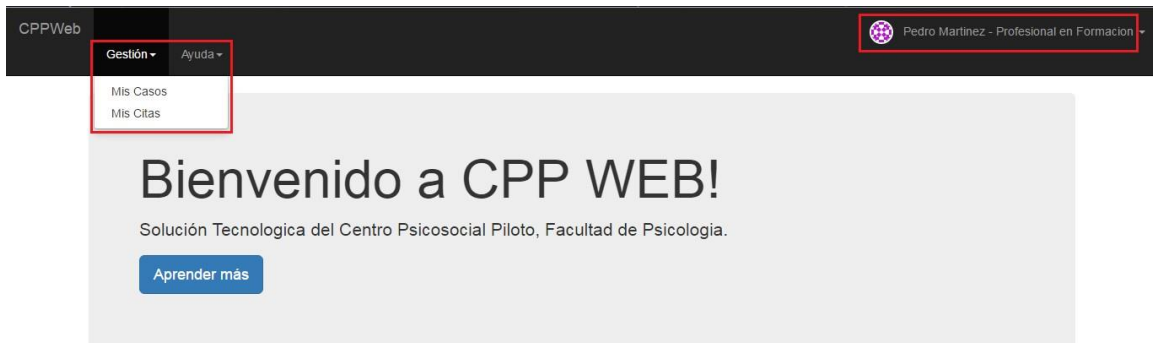 CPPWeb
Gestión
Ayuda
Pedro Martinez - Profesional en Formacion
Mis Casos
Mis Citas
Bienvenido a CPP WEB!
Solución Tecnologica del Centro Psicosocial Piloto, Facultad de Psicologia.
Aprender más